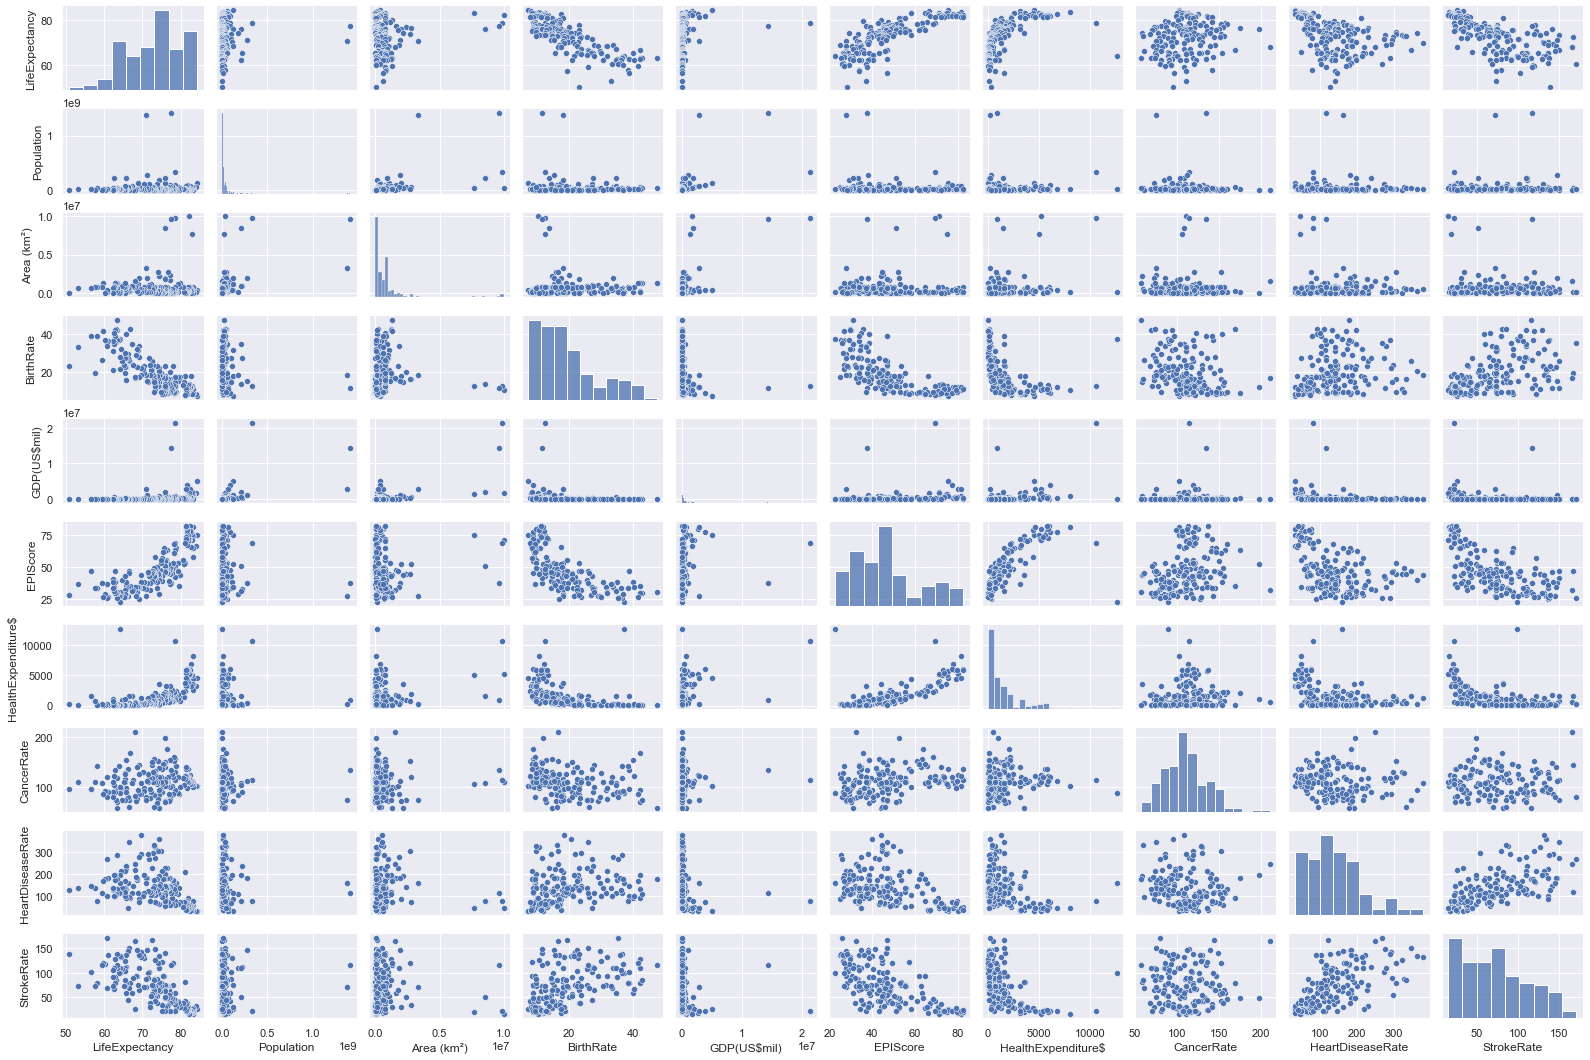 LifeExpectancy
80
60
1e9
Population
1
0
1e7
Area (km²)
1.0
0.5
0.0
BirthRate
40
20
1e7
GDP(US$mil)
2
1
0
EPIScore
75
50
25
HealthExpenditure$
10000
5000
0
CancerRate
200
100
HeartDiseaseRate
300
200
100
StrokeRate
150
100
50
50 60 70 80 0.0 0.5 1.0 0.0 0.5 1.0 20 40 0 1 2 20 40 60 80 0 5000 10000 50 100 150 200 100 200 300 50 100 150
LifeExpectancy Population 1e9 Area (km²) 1e7 BirthRate GDP(US$mil) 1e7 EPIScore HealthExpenditure$ CancerRate HeartDiseaseRate StrokeRate